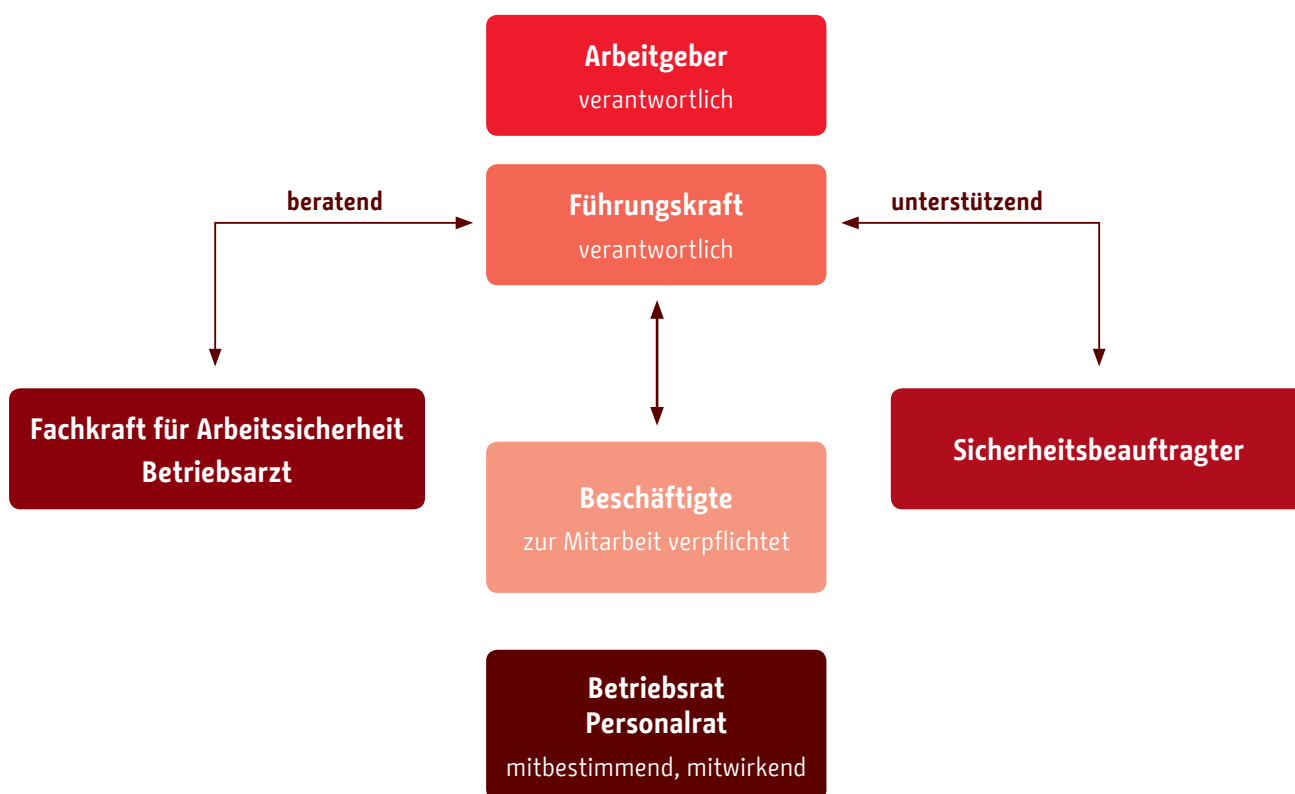 Arbeitgeber
verantwortlich
beratend
Führungskraft
verantwortlich
unterstützend
Fachkraft für Arbeitssicherheit
Betriebsarzt
Beschäftigte
zur Mitarbeit verpflichtet
Sicherheitsbeauftragter
Betriebsrat
Personalrat
mitbestimmend, mitwirkend